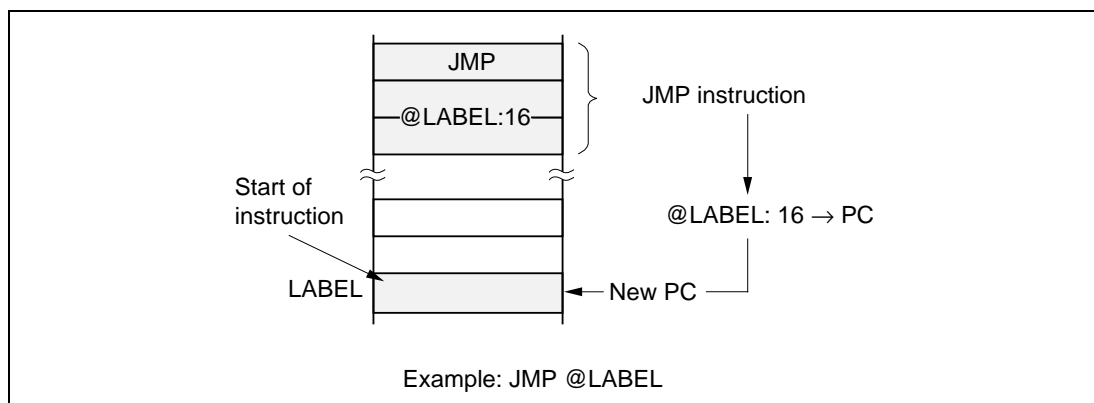 JMP
@LABEL:16
JMP instruction
Start of
instruction
@LABEL: 16 → PC
LABEL
New PC
Example: JMP @LABEL